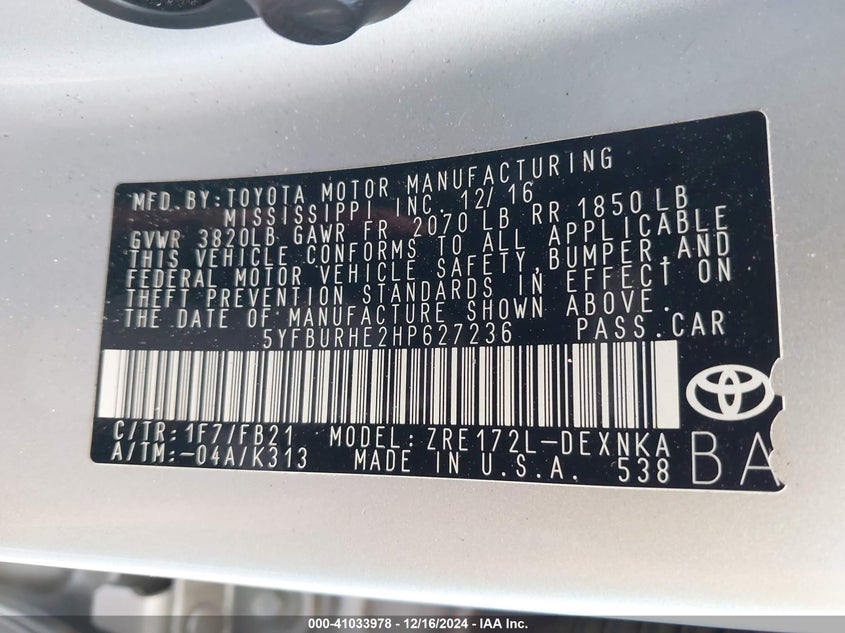 MFD.BY:TOYOTA MOTOR MANUFACTURING
MISSISSIPPI INC. 12/16
GVWR 3820LB GAWR FR 2070 LB RR 1850 LB
THIS VEHICLE CONFORMS TO ALL APPLICABLE
FEDERAL MOTOR VEHICLE SAFETY,BUMPER,AND
THEFT PREVENTION STANDARDS IN EFFECT ON
THE DATE OF MANUFACTURE SHOWN ABOVE.
5YFBURHE2HP627236 PASS.CAR
C/TR:1F7/FB21 MODEL:ZRE172L-DEXNKA
A/TM:-04A/K313 MADE IN U.S.A. 538
BA
000-41033978 - 12/16/2024 - IAA Inc.